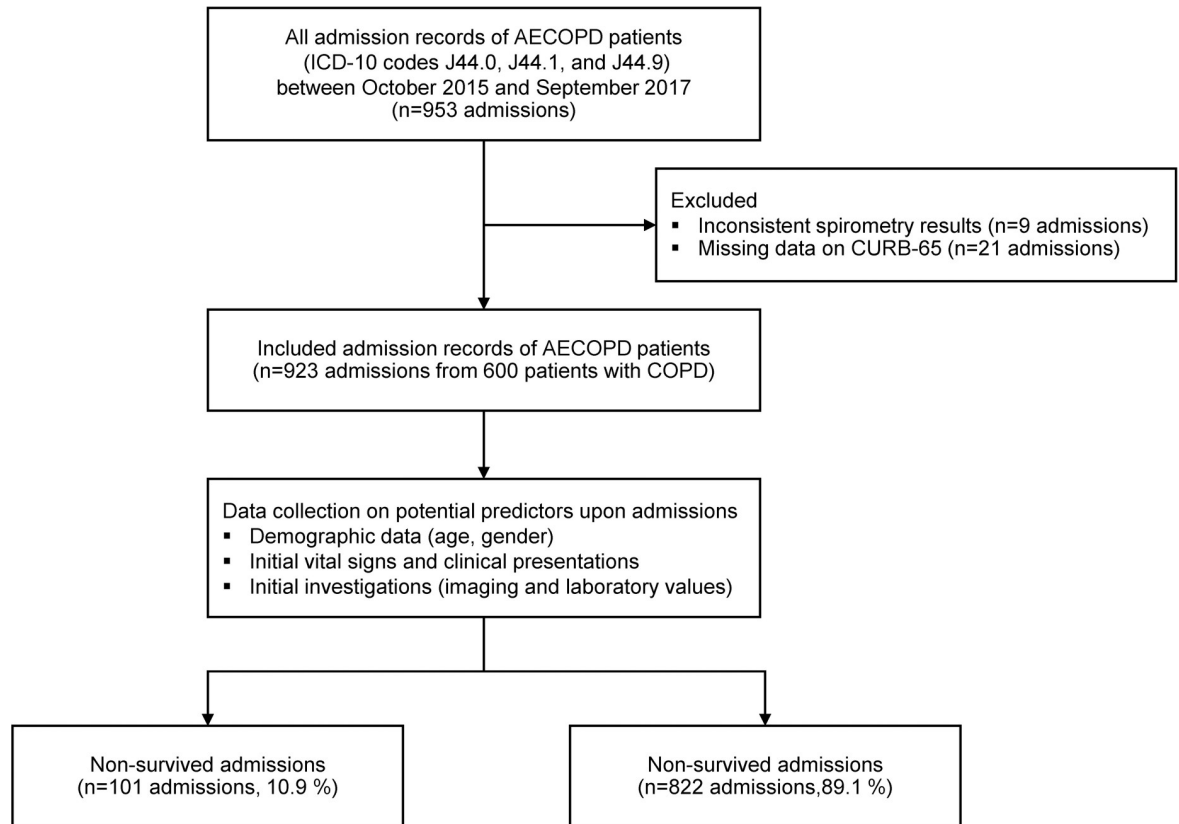 All admission records of AECOPD patients
(ICD-10 codes J44.0, J44.1, and J44.9)
between October 2015 and September 2017
(n=953 admissions)
Excluded
▪ Inconsistent spirometry results (n=9 admissions)
▪ Missing data on CURB-65 (n=21 admissions)
Included admission records of AECOPD patients
(n=923 admissions from 600 patients with COPD)
Data collection on potential predictors upon admissions
▪ Demographic data (age, gender)
▪ Initial vital signs and clinical presentations
▪ Initial investigations (imaging and laboratory values)
Non-survived admissions
(n=101 admissions, 10.9 %)
Non-survived admissions
(n=822 admissions,89.1 %)